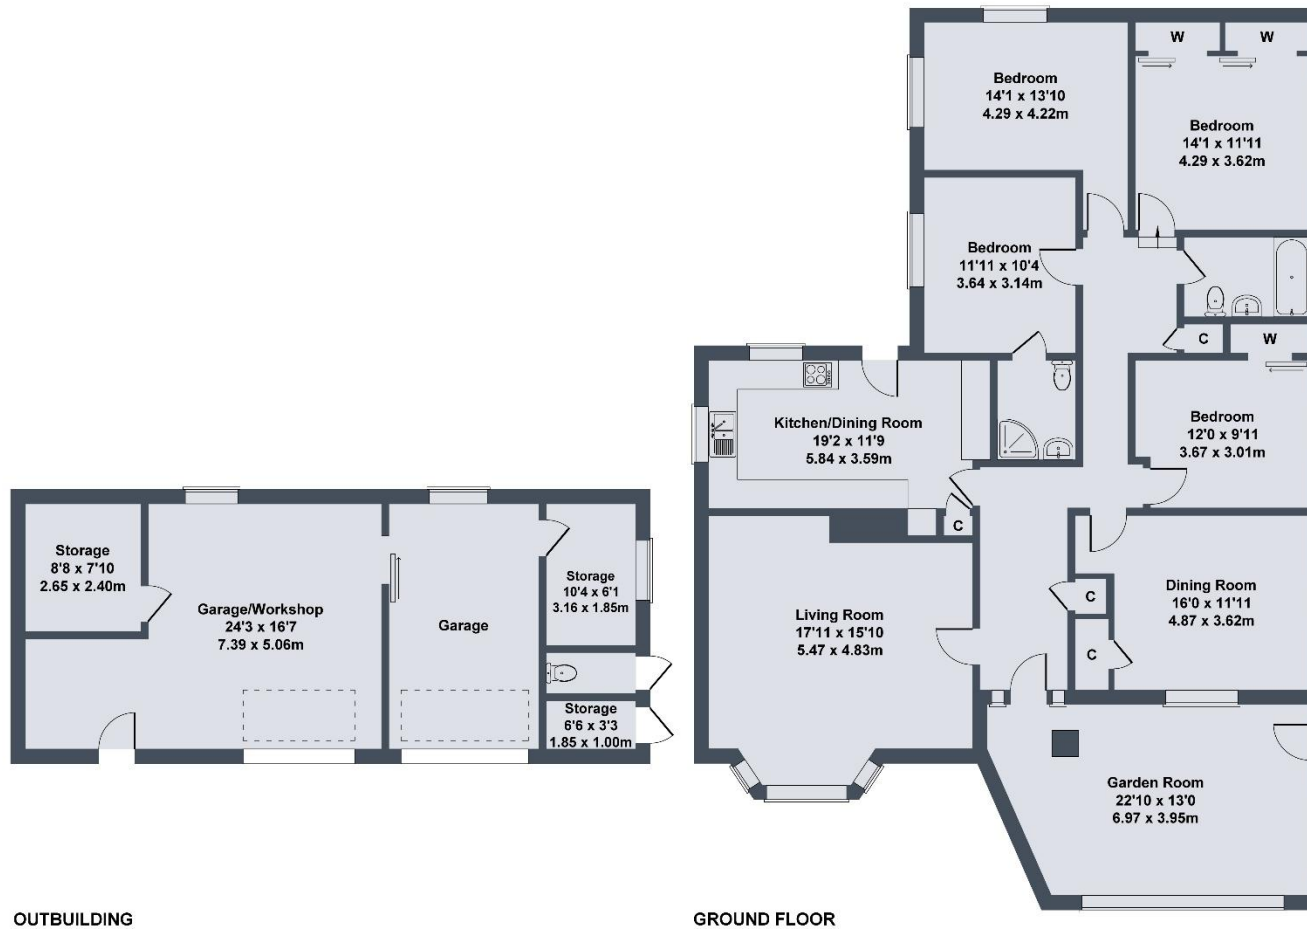 Bedroom
14'1 x 13'10
4.29 x 4.22m
W
W
Bedroom
14'1 x 11'11
4.29 x 3.62m
Bedroom
11'11 x 10'4
3.64 x 3.14m
C
W
Kitchen/Dining Room
19'2 x 11'9
5.84 x 3.59m
Bedroom
12'0 x 9'11
3.67 x 3.01m
C
Storage
8'8 x 7'10
2.65 x 2.40m
Garage/Workshop
24'3 x 16'7
7.39 x 5.06m
Garage
Storage
10'4 x 6'1
3.16 x 1.85m
Storage
6'6 x 3'3
1.85 x 1.00m
Living Room
17'11 x 15'10
5.47 x 4.83m
Dining Room
16'0 x 11'11
4.87 x 3.62m
C
C
Garden Room
22'10 x 13'0
6.97 x 3.95m
OUTBUILDING
GROUND FLOOR